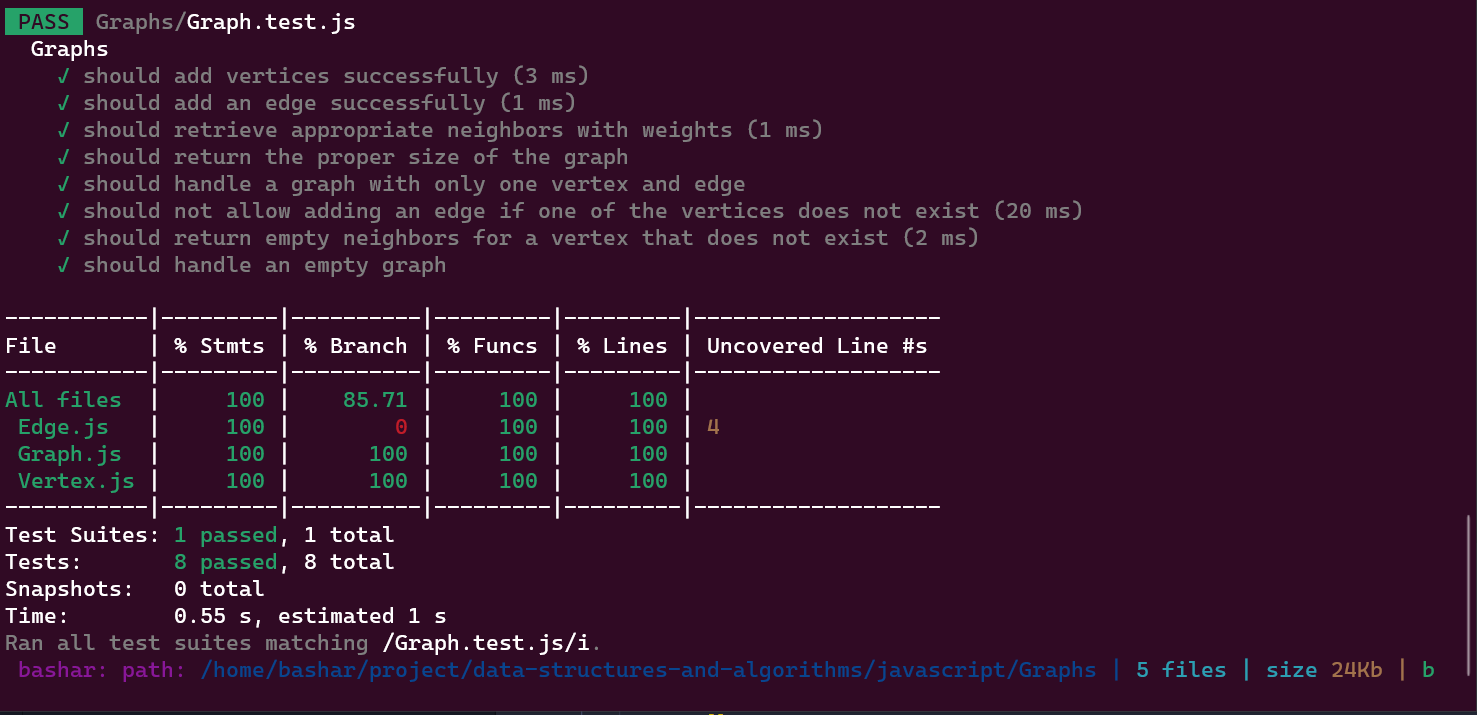 PASS Graphs/Graph.test.js
Graphs
√ should add vertices successfully (3 ms)
√ should add an edge successfully (1 ms)
√ should retrieve appropriate neighbors with weights (1 ms)
√ should return the proper size of the graph
√ should handle a graph with only one vertex and edge
√ should not allow adding an edge if one of the vertices does not exist (20 ms)
√ should return empty neighbors for a vertex that does not exist (2 ms)
√ should handle an empty graph
-----------|---------|----------|---------|---------|-------------------
File       | % Stmts | % Branch | % Funcs | % Lines | Uncovered Line #s
-----------|---------|----------|---------|---------|-------------------
All files  |     100 |    85.71 |     100 |     100 |
 Edge.js   |     100 |        0 |     100 |     100 | 4
 Graph.js  |     100 |      100 |     100 |     100 |
 Vertex.js |     100 |      100 |     100 |     100 |
-----------|---------|----------|---------|---------|-------------------
Test Suites: 1 passed, 1 total
Tests:       8 passed, 8 total
Snapshots:   0 total
Time:        0.55 s, estimated 1 s
Ran all test suites matching /Graph.test.js/i.
bashar: path: /home/bashar/project/data-structures-and-algorithms/javascript/Graphs | 5 files | size 24Kb | b